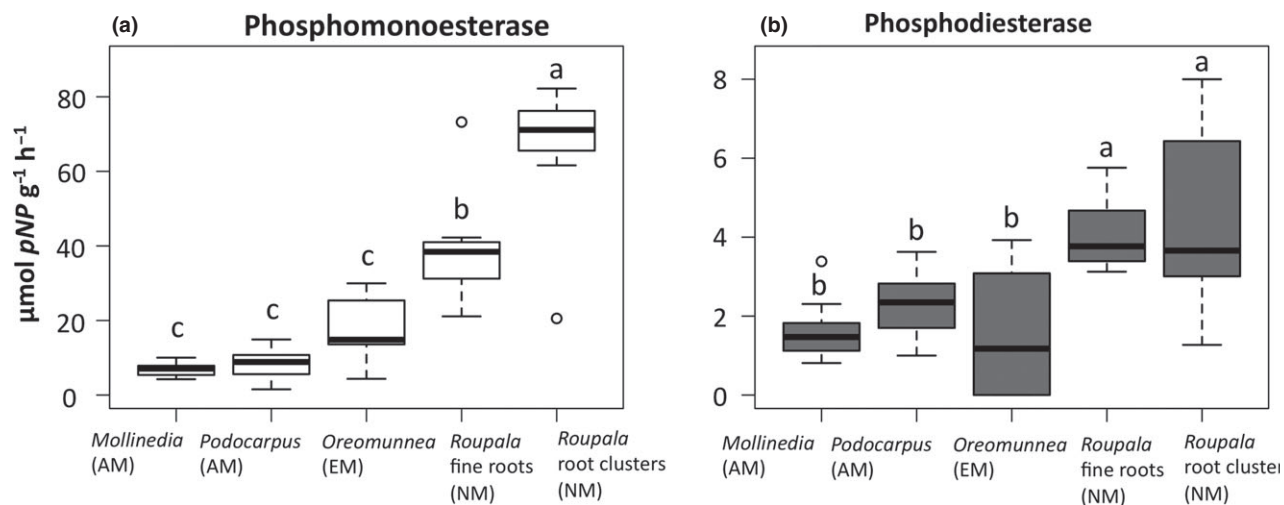 (a) Phosphomonoesterase
µmol pNP g⁻¹ h⁻¹
80
60
40
20
0
a
b
c
c
c
Mollinedia
(AM)
Podocarpus
(AM)
Oreomunnea
(EM)
Roupala
fine roots
(NM)
Roupala
root clusters
(NM)
(b) Phosphodiesterase
8
6
4
2
0
a
a
b
b
b
Mollinedia
(AM)
Podocarpus
(AM)
Oreomunnea
(EM)
Roupala
fine roots
(NM)
Roupala
root cluster
(NM)